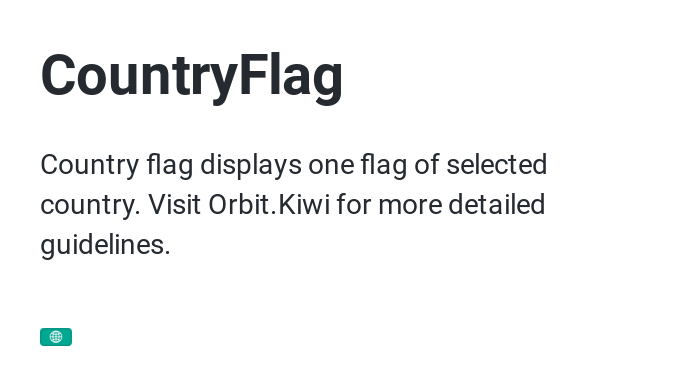 CountryFlag
Country flag displays one flag of selected
country. Visit Orbit.Kiwi for more detailed
guidelines.